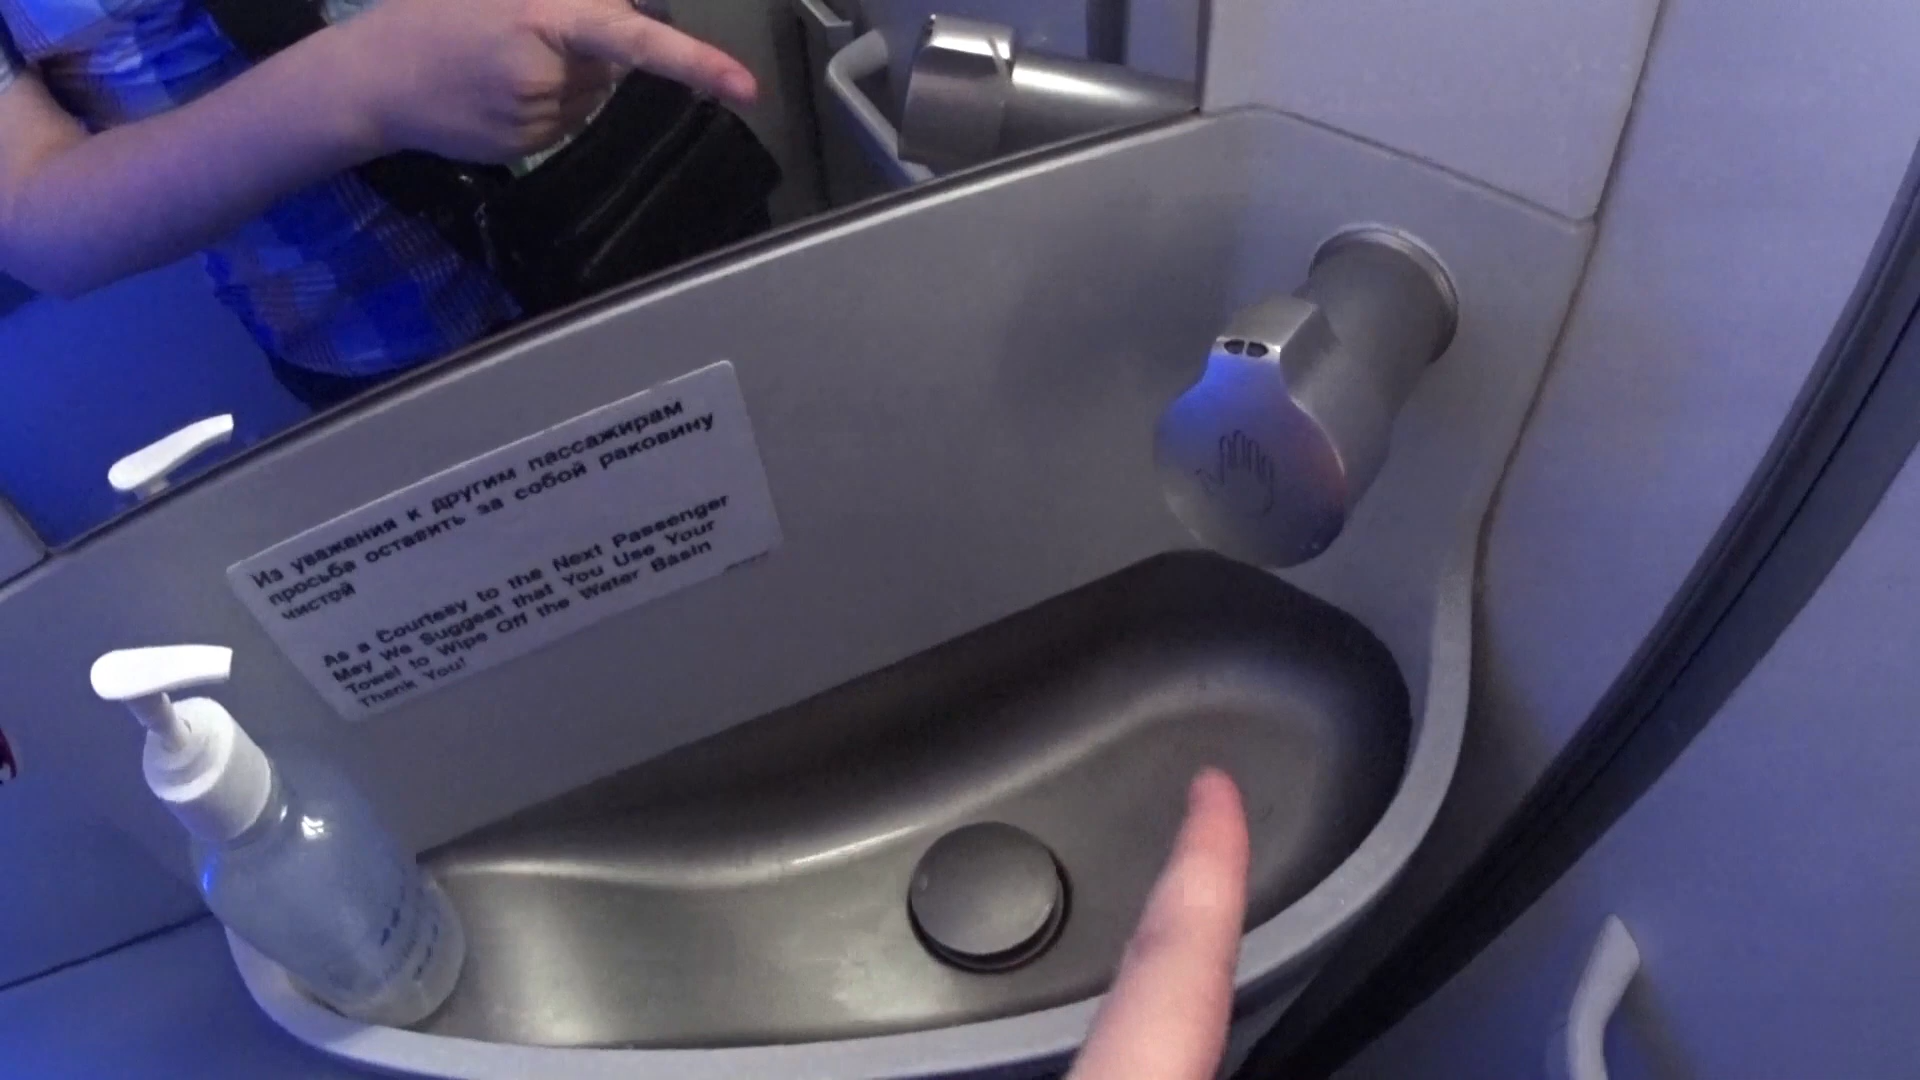 Из уважения к другим пассажирам
просьба оставить за собой раковину
чистой
As a Courtesy to the Next Passenger
May We Suggest that You Use Your
Towel to Wipe Off the Water Basin
Thank You!